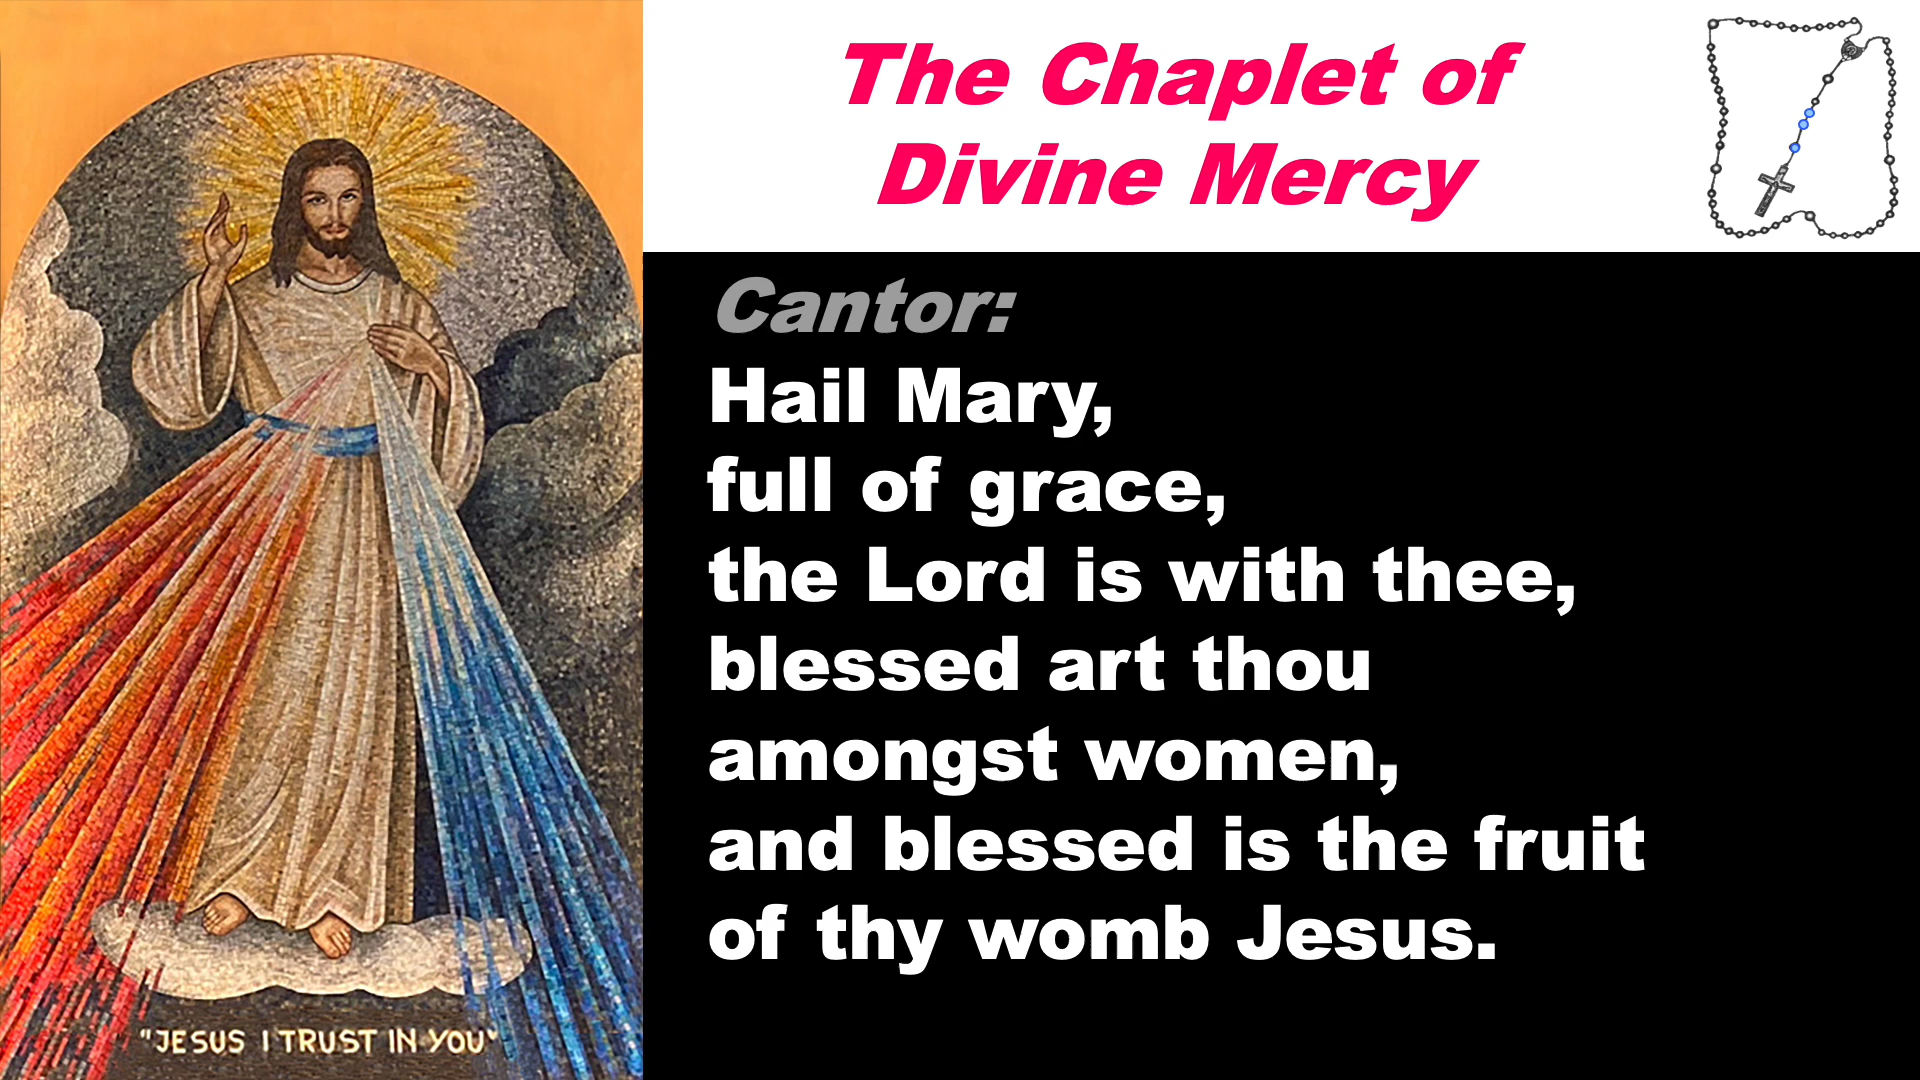 The Chaplet of
Divine Mercy
Cantor:
Hail Mary,
full of grace,
the Lord is with thee,
blessed art thou
amongst women,
and blessed is the fruit
of thy womb Jesus.
"JESUS I TRUST IN YOU"